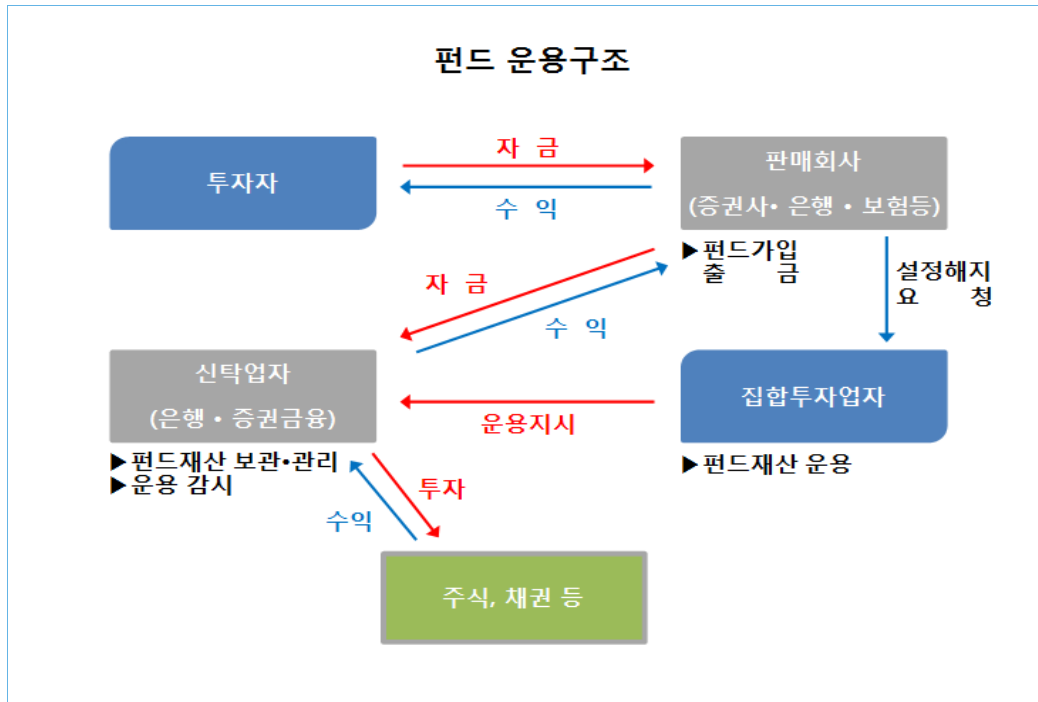 펀드 운용구조
자 금
투자자
판매회사
(증권사• 은행 • 보험등)
수 익
▶펀드가입
출 금
설정해지
요 청
자 금
수 익
신탁업자
(은행 • 증권금융)
집합투자업자
운용지시
▶펀드재산 보관•관리
▶운용 감시
▶펀드재산 운용
투자
수익
주식, 채권 등